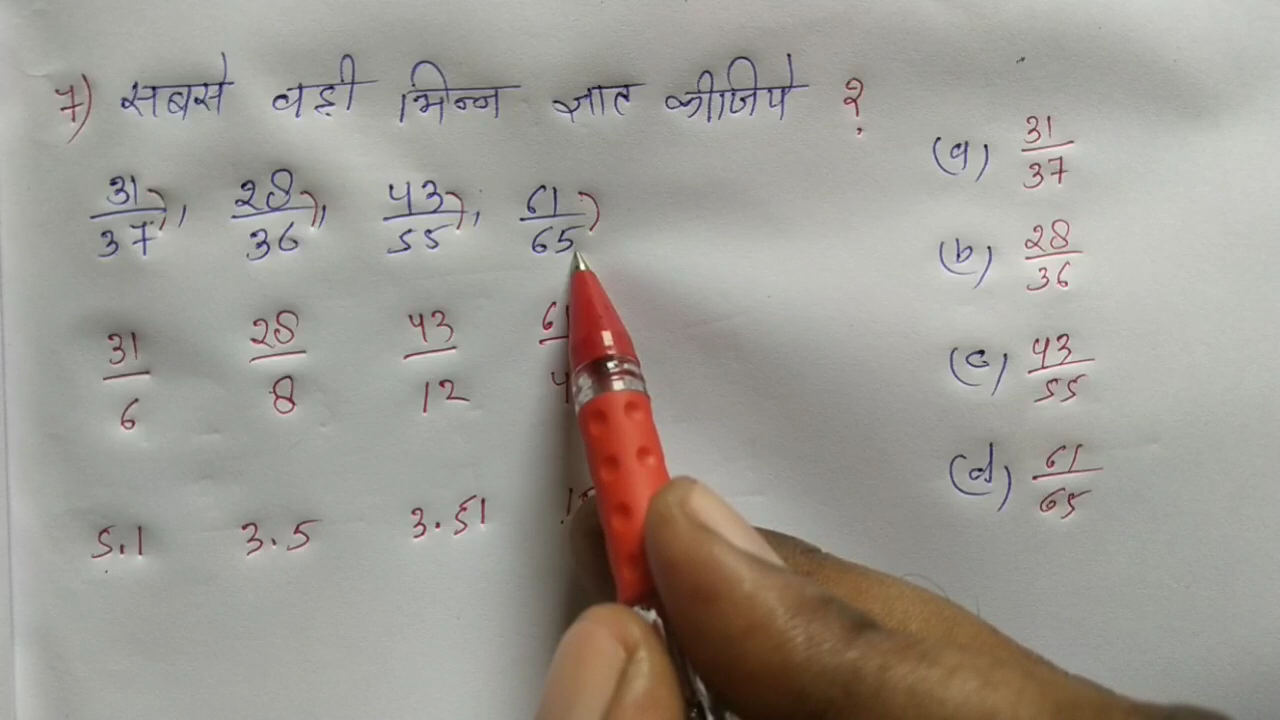 7) सबसे बड़ी भिन्न ज्ञात कीजिये ?
31/37, 28/36, 43/55, 61/65
31/6 28/8 43/12
5.1 3.5 3.51
(a) 31/37
(b) 28/36
(c) 43/55
(d) 61/65